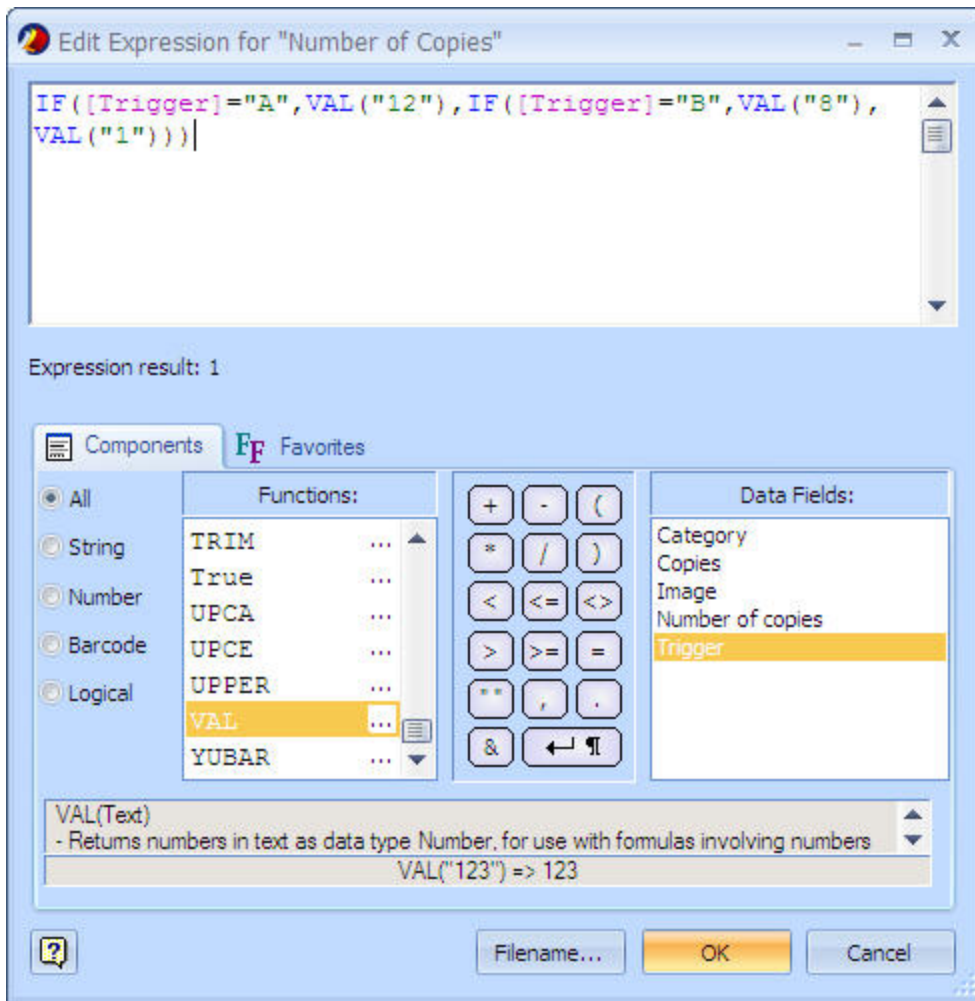 Edit Expression for "Number of Copies"
IF([Trigger]="A",VAL("12"),IF([Trigger]="B",VAL("8"),
VAL("1")))
Expression result: 1
Components
FF Favorites
All
String
Number
Barcode
Logical
Functions:
TRIM ...
True ...
UPCA ...
UPCE ...
UPPER ...
VAL ...
YUBAR ...
+ - (
* / )
< <= <>
> >= =
"" , .
& ↵ ¶
Data Fields:
Category
Copies
Image
Number of copies
Trigger
VAL(Text)
- Returns numbers in text as data type Number, for use with formulas involving numbers
VAL("123") => 123
?
Filename...
OK
Cancel